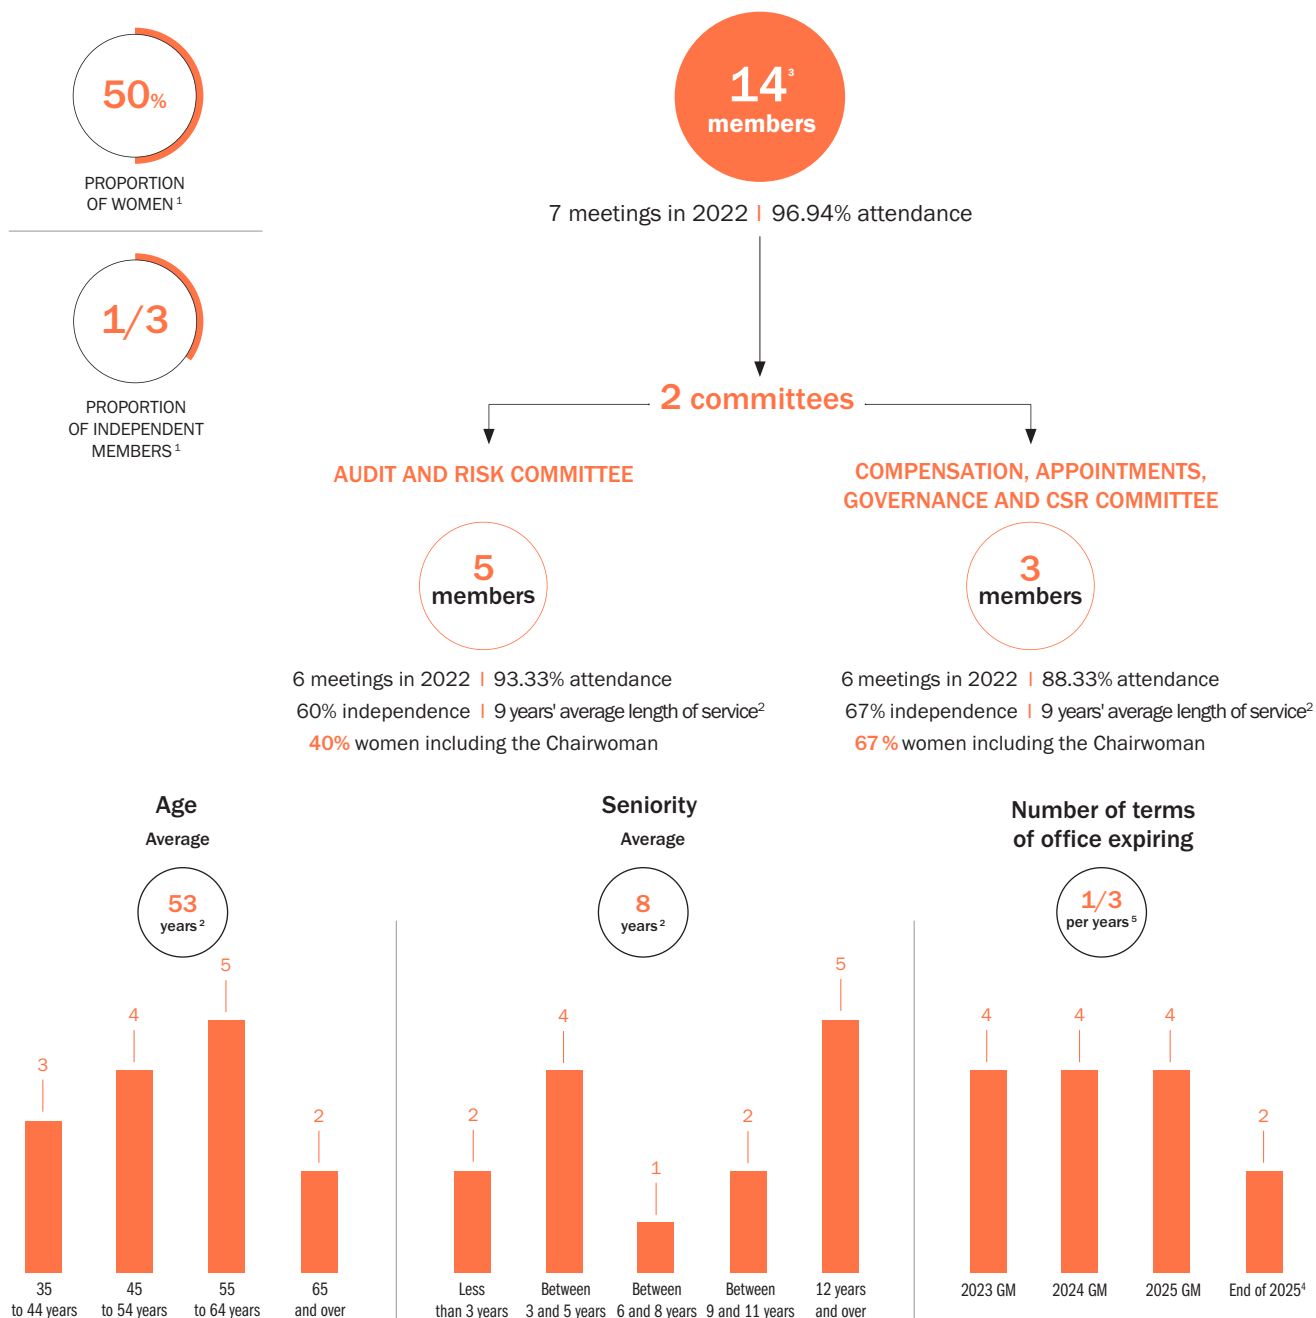 50%
PROPORTION
OF WOMEN 1
1/3
PROPORTION
OF INDEPENDENT
MEMBERS 1
14 3
members
7 meetings in 2022 | 96.94% attendance
2 committees
AUDIT AND RISK COMMITTEE
5
members
6 meetings in 2022 | 93.33% attendance
60% independence | 9 years' average length of service2
40% women including the Chairwoman
COMPENSATION, APPOINTMENTS,
GOVERNANCE AND CSR COMMITTEE
3
members
6 meetings in 2022 | 88.33% attendance
67% independence | 9 years' average length of service2
67 % women including the Chairwoman
Age
Average
53
years 2
3
4
5
2
35
to 44 years
45
to 54 years
55
to 64 years
65
and over
Seniority
Average
8
years 2
2
4
1
2
5
Less
than 3 years
Between
3 and 5 years
Between
6 and 8 years
Between
9 and 11 years
12 years
and over
Number of terms
of office expiring
1/3
per years 5
4
4
4
2
2023 GM
2024 GM
2025 GM
End of 20254